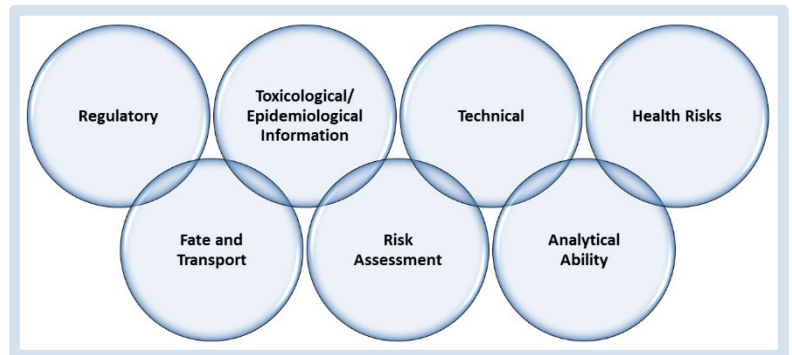 Regulatory
Toxicological/
Epidemiological
Information
Technical
Health Risks
Fate and
Transport
Risk
Assessment
Analytical
Ability